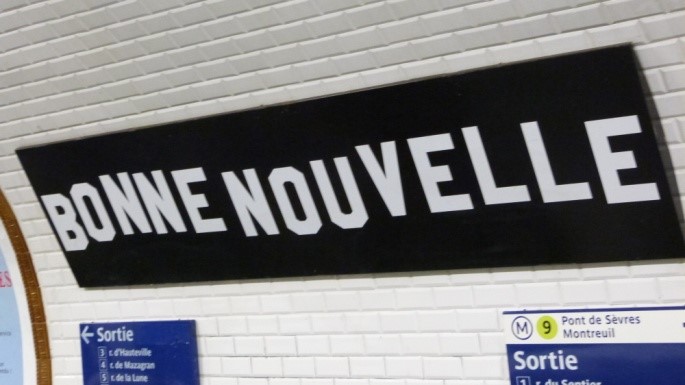 BONNE NOUVELLE
← Sortie
3 r. d'Hauteville
4 r. de Mazagran
5 r. de la Lune
M 9 Pont de Sèvres
Montreuil
Sortie
1 r. du Sentier
ES